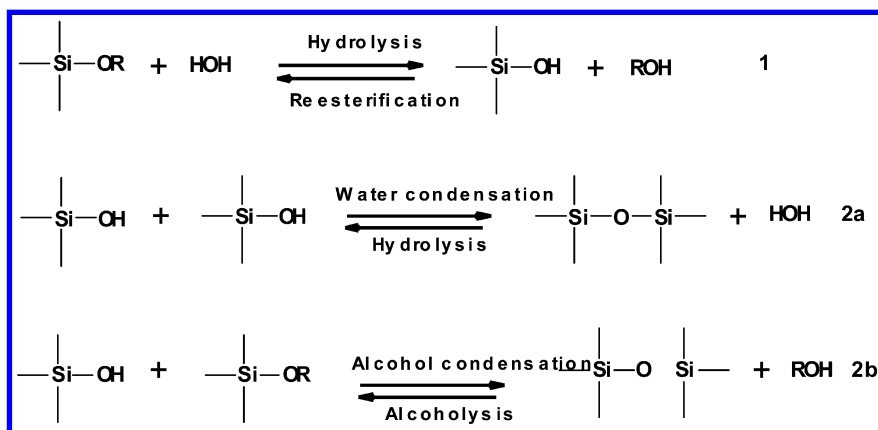 Hydrolysis
Si OR + HOH Si OH + ROH 1
Reesterification
Water condensation
Si OH + Si OH Si O Si + HOH 2a
Hydrolysis
Alcohol condensation
Si OH + Si OR Si O Si + ROH 2b
Alcoholysis